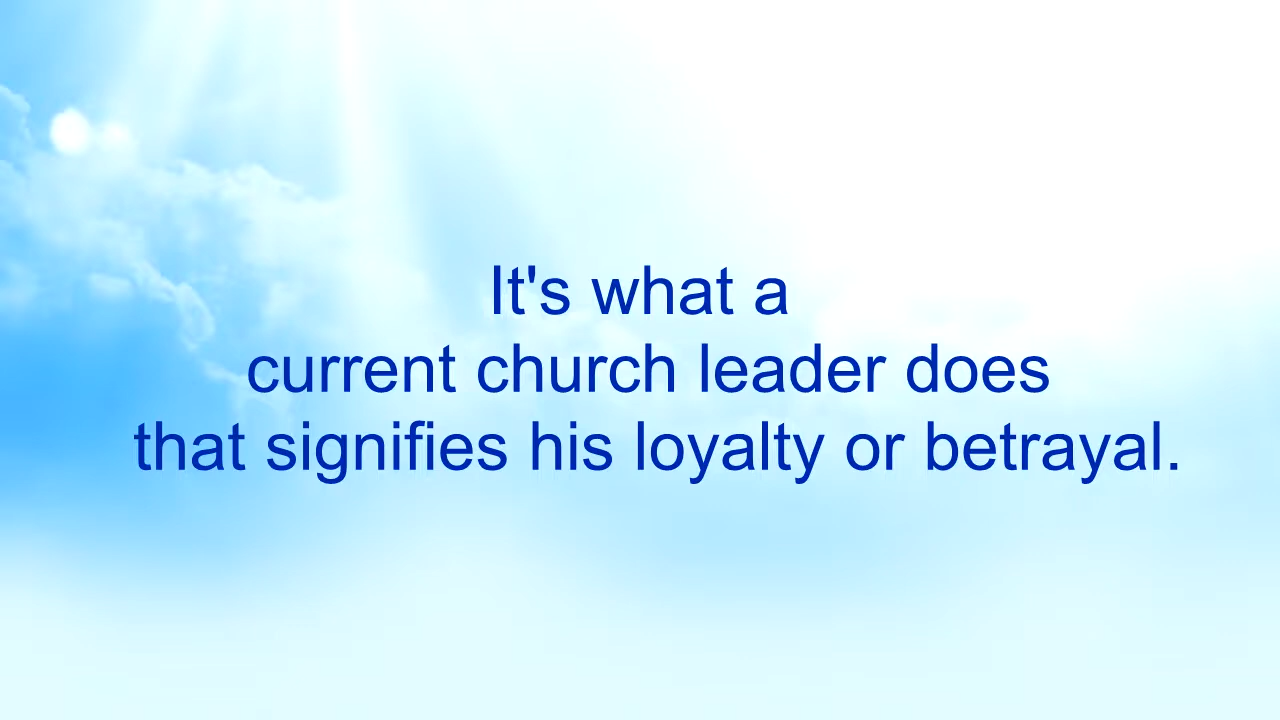 It's what a
current church leader does
that signifies his loyalty or betrayal.